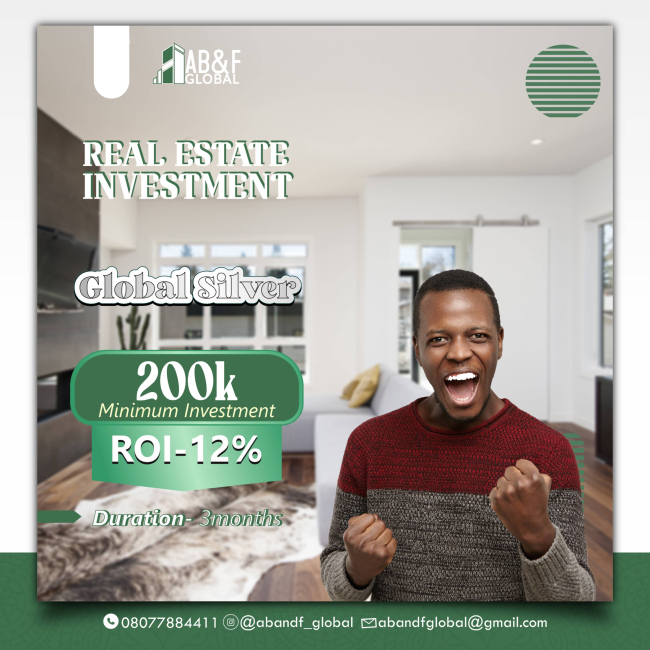 AB&F
GLOBAL
REAL ESTATE
INVESTMENT
Global Silver
200k
Minimum Investment
ROI-12%
Duration- 3months
08077884411 @abandf_global abandfglobal@gmail.com